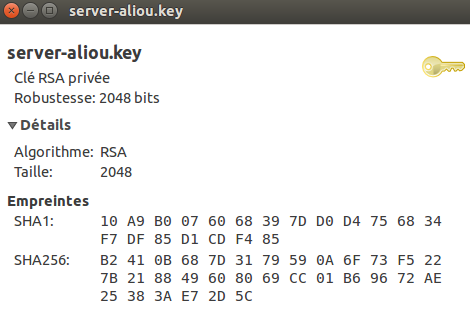 server-aliou.key
server-aliou.key
Clé RSA privée
Robustesse: 2048 bits
Détails
Algorithme: RSA
Taille: 2048
Empreintes
SHA1: 10 A9 B0 07 60 68 39 7D D0 D4 75 68 34
F7 DF 85 D1 CD F4 85
SHA256: B2 41 0B 68 7D 31 79 59 0A 6F 73 F5 22
7B 21 88 49 60 80 69 CC 01 B6 96 72 AE
25 38 3A E7 2D 5C